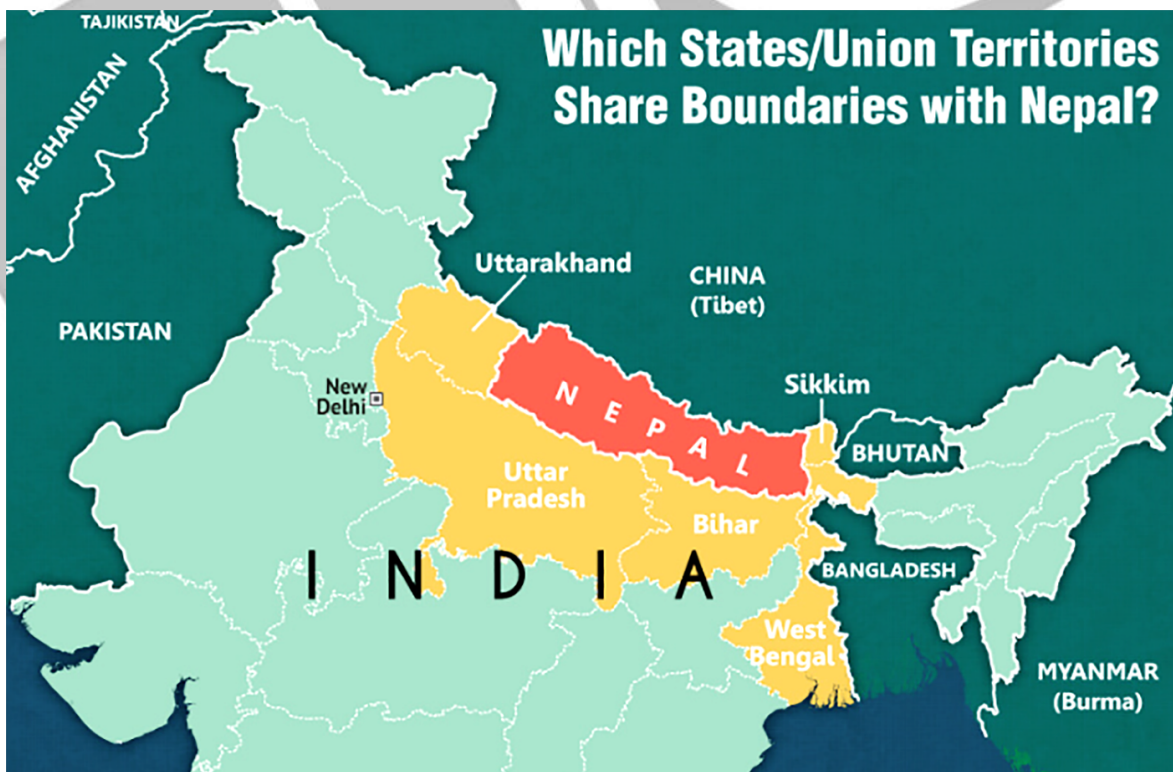 Which States/Union Territories
Share Boundaries with Nepal?
TAJIKISTAN
AFGHANISTAN
PAKISTAN
Uttarakhand
CHINA
(Tibet)
New
Delhi
NEPAL
Sikkim
BHUTAN
Uttar
Pradesh
Bihar
INDIA
BANGLADESH
West
Bengal
MYANMAR
(Burma)